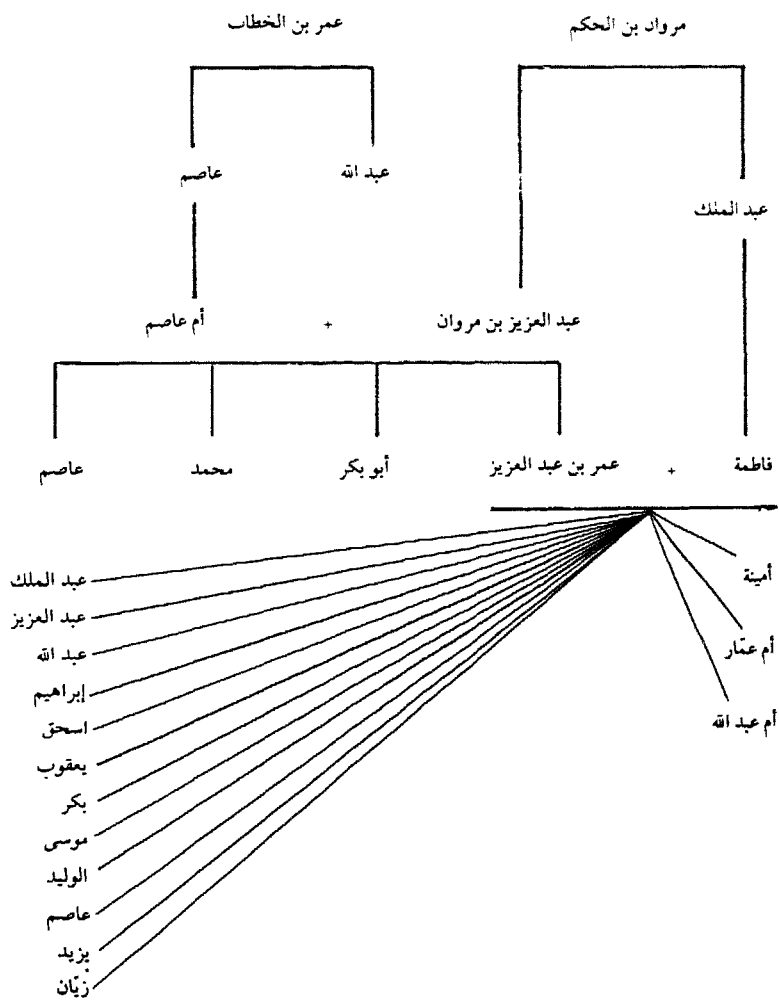 مرواد بن الحكم
عمر بن الخطاب
عبد الله
عاصم
عبد الملك
عبد العزيز بن مروان + أم عاصم
فاطمة + عمر بن عبد العزيز
أبو بكر
محمد
عاصم
أمينة
أم عمّار
أم عبد الله
عبد الملك
عبد العزيز
عبد الله
إبراهيم
اسحق
يعقوب
بكر
موسى
الوليد
عاصم
يزيد
زيّان